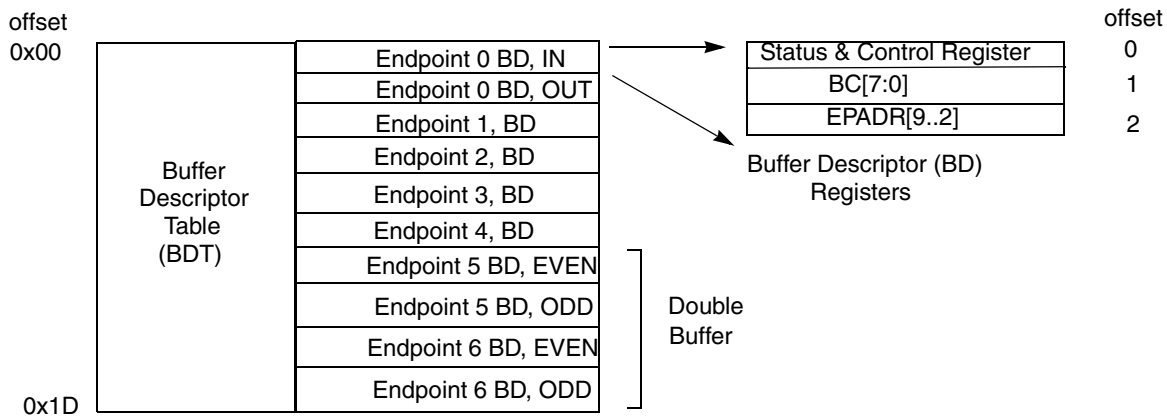 offset
0x00
Buffer
Descriptor
Table
(BDT)
0x1D
Endpoint 0 BD, IN
Endpoint 0 BD, OUT
Endpoint 1, BD
Endpoint 2, BD
Endpoint 3, BD
Endpoint 4, BD
Endpoint 5 BD, EVEN
Endpoint 5 BD, ODD
Endpoint 6 BD, EVEN
Endpoint 6 BD, ODD
Double
Buffer
offset
Status & Control Register 0
BC[7:0] 1
EPADR[9..2] 2
Buffer Descriptor (BD)
Registers